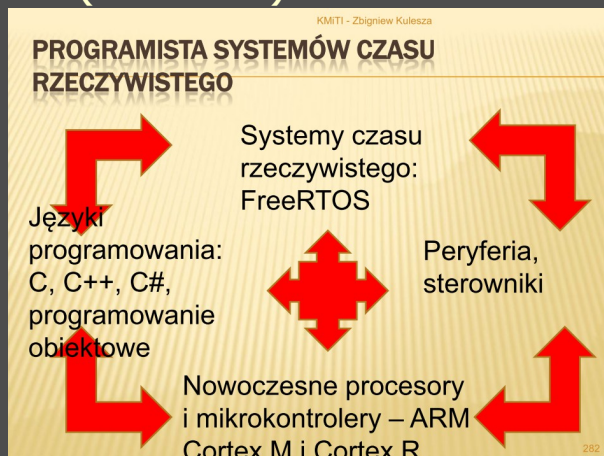 KMiTI - Zbigniew Kulesza
PROGRAMISTA SYSTEMÓW CZASU
RZECZYWISTEGO
Systemy czasu
rzeczywistego:
FreeRTOS
Języki
programowania:
C, C++, C#,
programowanie
obiektowe
Peryferia,
sterowniki
Nowoczesne procesory
i mikrokontrolery – ARM
Cortex M i Cortex R
282